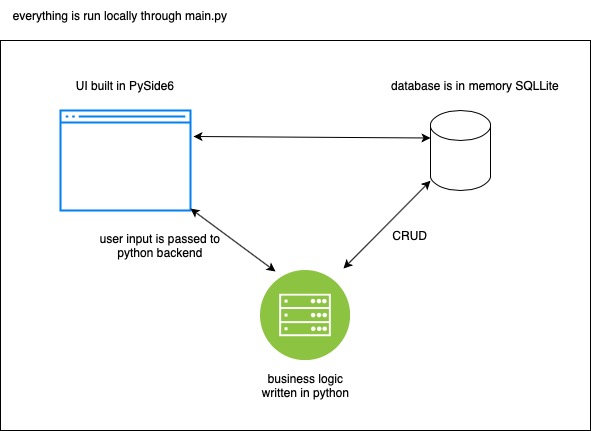 everything is run locally through main.py
UI built in PySide6
database is in memory SQLLite
user input is passed to
python backend
CRUD
business logic
written in python